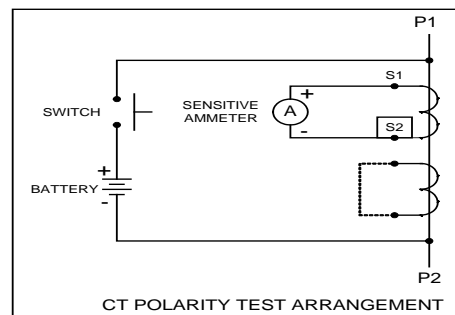 P1
S1
+
SENSITIVE
AMMETER
A
SWITCH
-
S2
+
BATTERY
-
P2
CT POLARITY TEST ARRANGEMENT